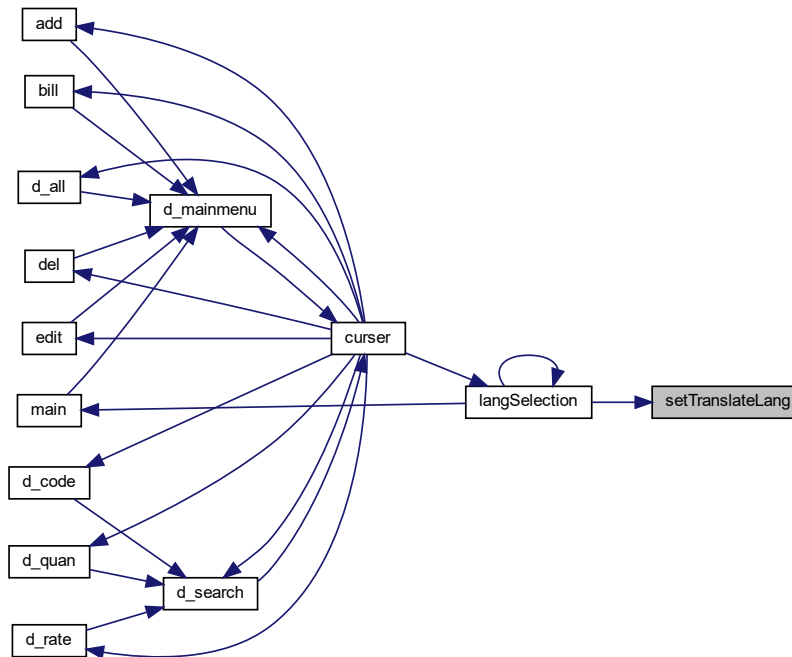 add
bill
d_all
d_mainmenu
del
edit
curser
main
langSelection
setTranslateLang
d_code
d_quan
d_search
d_rate